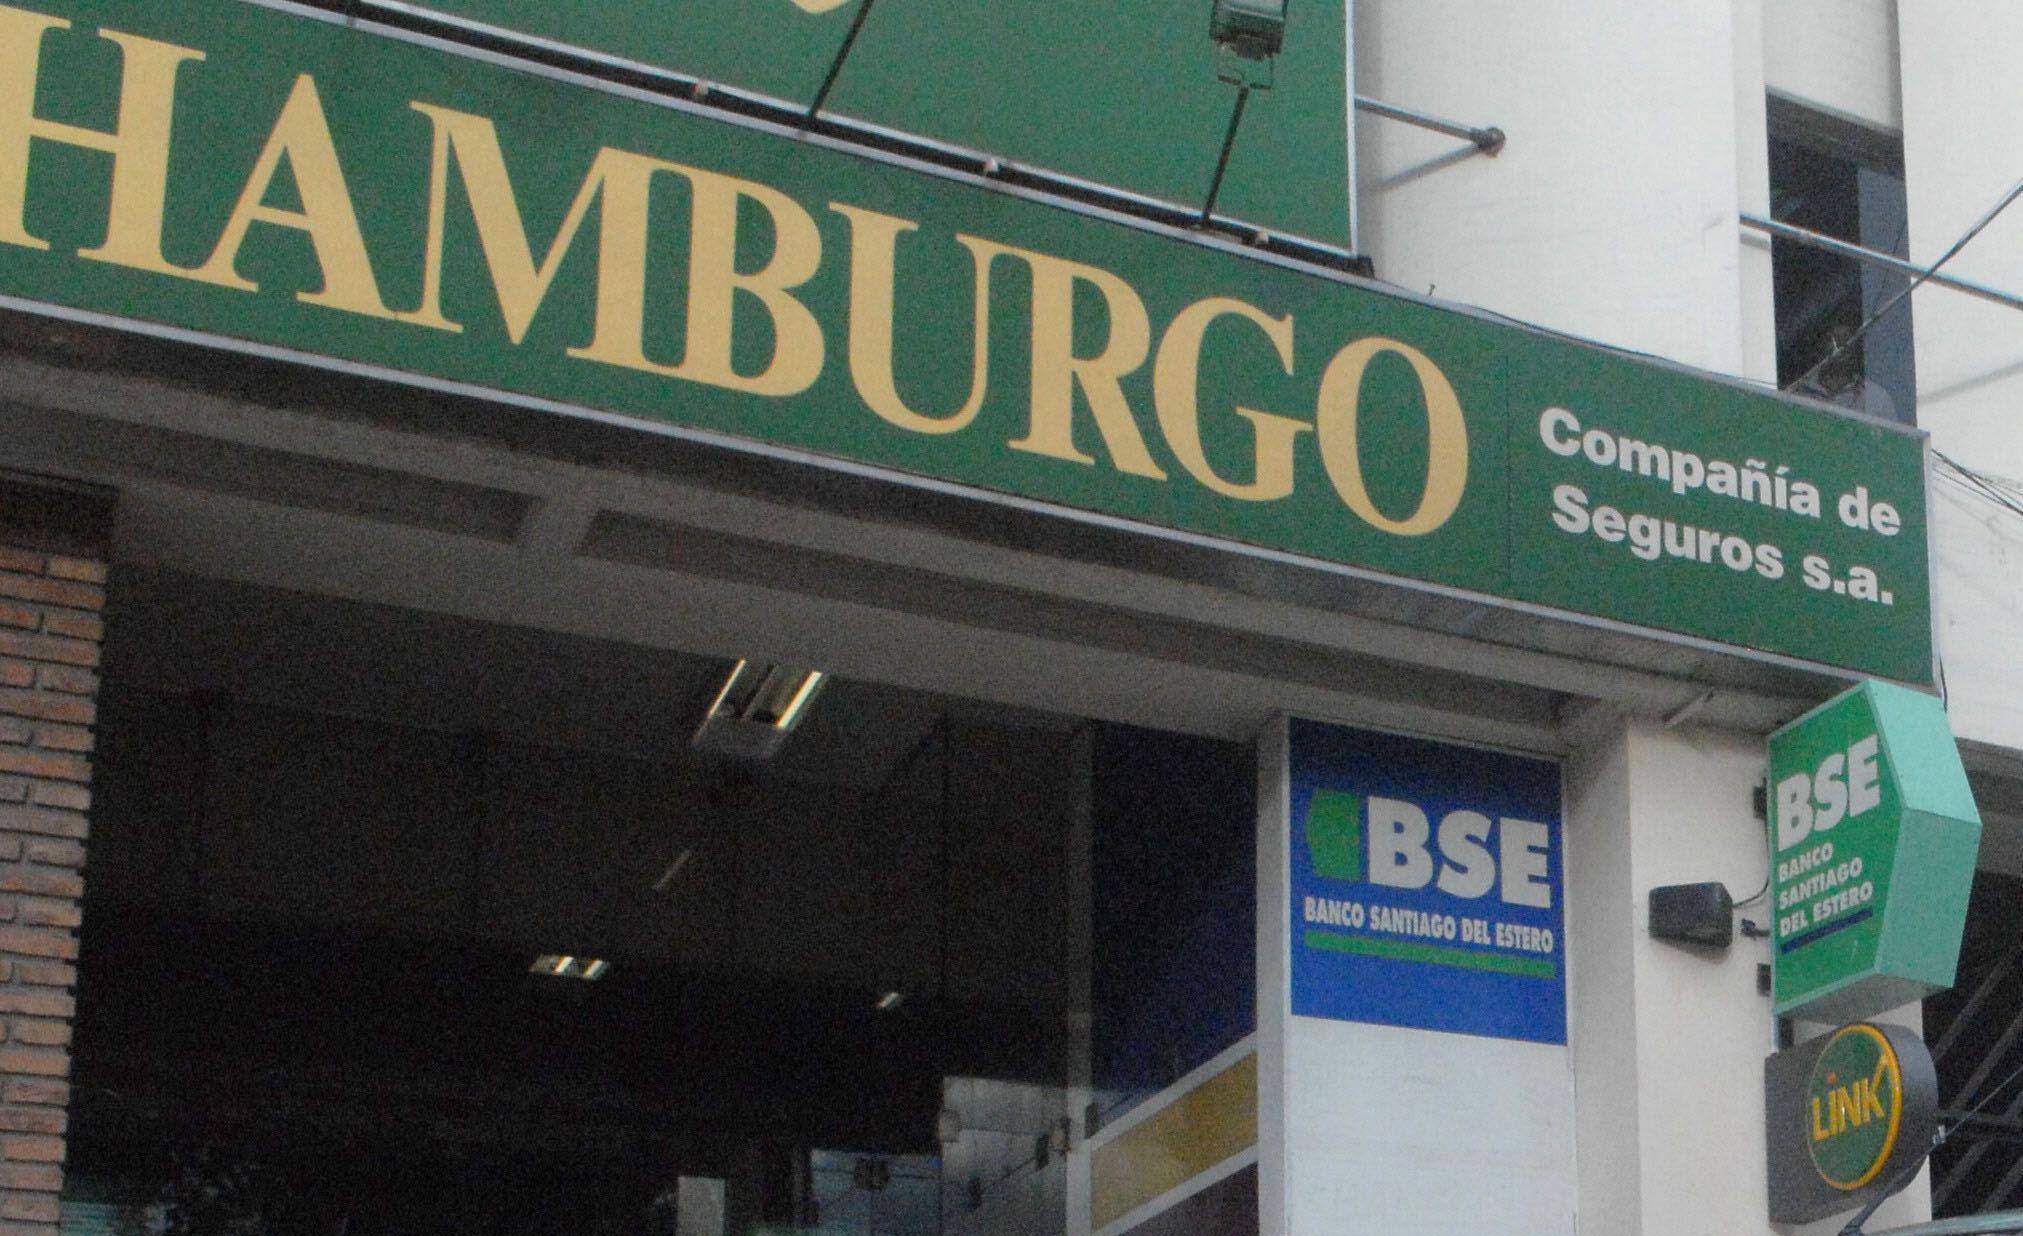 HAMBURGO
Compañía de
Seguros s.a.
BSE
BANCO SANTIAGO DEL ESTERO
BSE
BANCO
SANTIAGO
DEL ESTERO
LINK